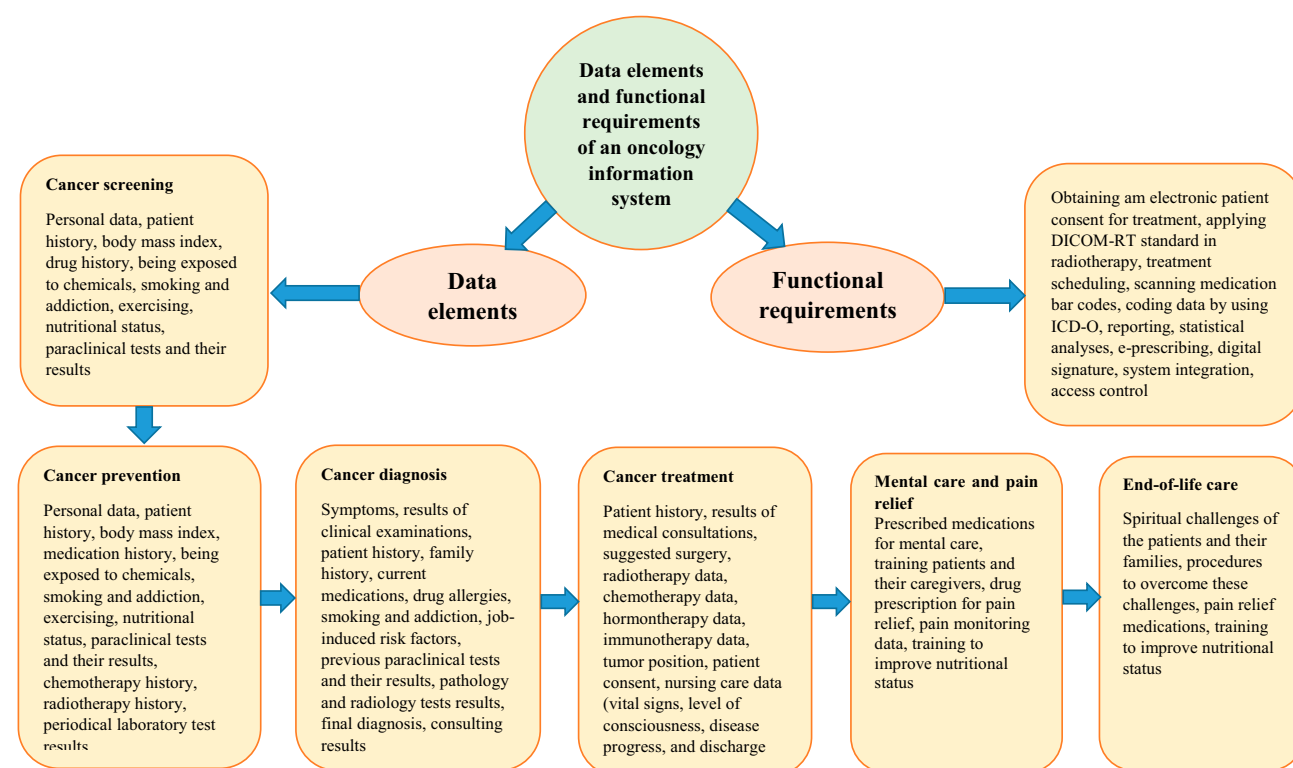 Data elements
and functional
requirements
of an oncology
information
system
Data
elements
Functional
requirements
Cancer screening
Personal data, patient
history, body mass index,
drug history, being exposed
to chemicals, smoking and
addiction, exercising,
nutritional status,
paraclinical tests and their
results
Obtaining am electronic patient
consent for treatment, applying
DICOM-RT standard in
radiotherapy, treatment
scheduling, scanning medication
bar codes, coding data by using
ICD-O, reporting, statistical
analyses, e-prescribing, digital
signature, system integration,
access control
Cancer prevention
Personal data, patient
history, body mass index,
medication history, being
exposed to chemicals,
smoking and addiction,
exercising, nutritional
status, paraclinical tests
and their results,
chemotherapy history,
radiotherapy history,
periodical laboratory test
results
Cancer diagnosis
Symptoms, results of
clinical examinations,
patient history, family
history, current
medications, drug allergies,
smoking and addiction, job-
induced risk factors,
previous paraclinical tests
and their results, pathology
and radiology tests results,
final diagnosis, consulting
results
Cancer treatment
Patient history, results of
medical consultations,
suggested surgery,
radiotherapy data,
chemotherapy data,
hormontherapy data,
immunotherapy data,
tumor position, patient
consent, nursing care data
(vital signs, level of
consciousness, disease
progress, and discharge
Mental care and pain
relief
Prescribed medications
for mental care,
training patients and
their caregivers, drug
prescription for pain
relief, pain monitoring
data, training to
improve nutritional
status
End-of-life care
Spiritual challenges of
the patients and their
families, procedures
to overcome these
challenges, pain relief
medications, training
to improve nutritional
status